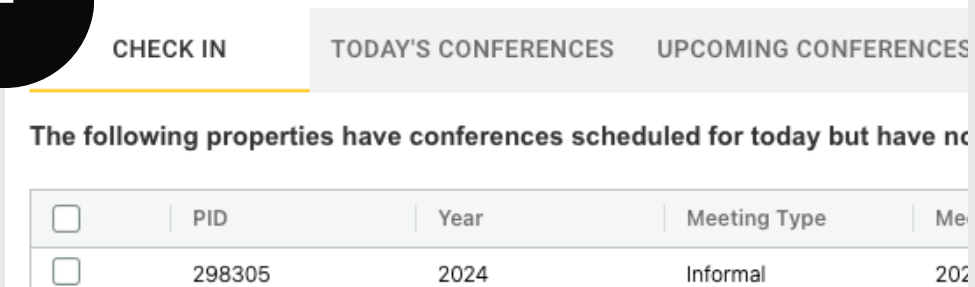 CHECK IN TODAY'S CONFERENCES UPCOMING CONFERENCES
The following properties have conferences scheduled for today but have
PID Year Meeting Type
298305 2024 Informal